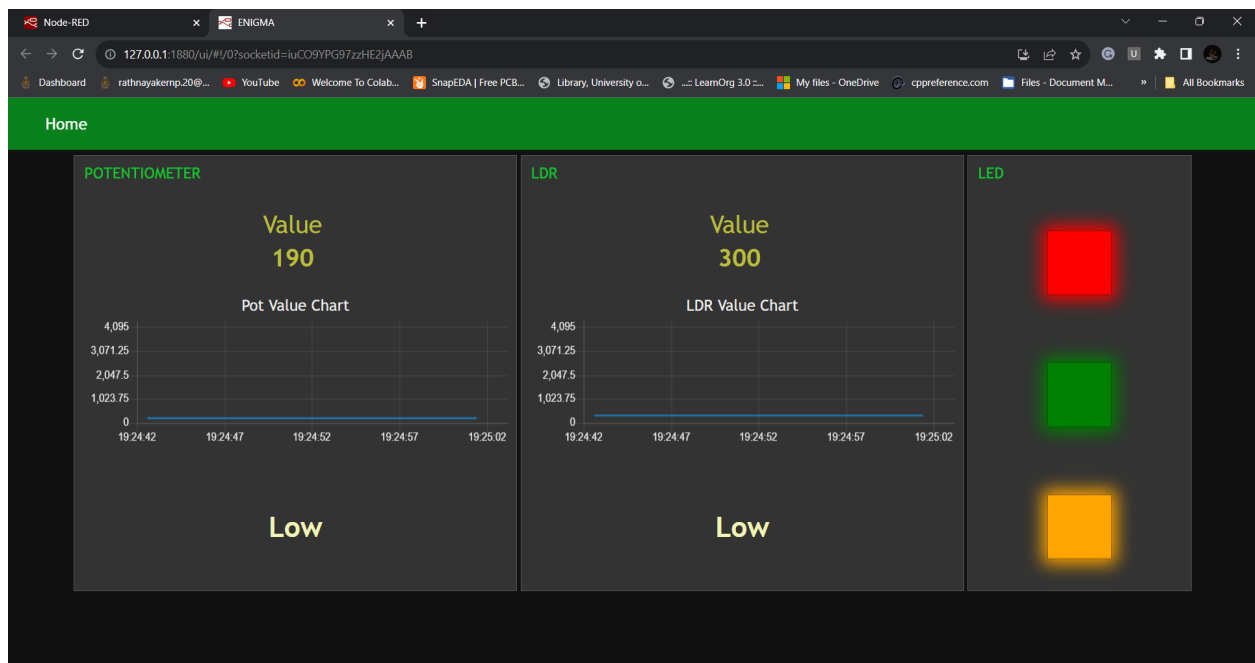 Node-RED
ENIGMA
127.0.0.1:1880/ui/#!/0?socketid=iuCO9YPG97zzHE2jAAAB
Dashboard
rathnayakernp.20@...
YouTube
Welcome To Colab...
SnapEDA | Free PCB...
Library, University o...
...:: LearnOrg 3.0 ::...
My files - OneDrive
cppreference.com
Files - Document M...
»
All Bookmarks
Home
POTENTIOMETER
Value
190
Pot Value Chart
4,095
3,071.25
2,047.5
1,023.75
0
19:24:42 19:24:47 19:24:52 19:24:57 19:25:02
Low
LDR
Value
300
LDR Value Chart
4,095
3,071.25
2,047.5
1,023.75
0
19:24:42 19:24:47 19:24:52 19:24:57 19:25:02
Low
LED